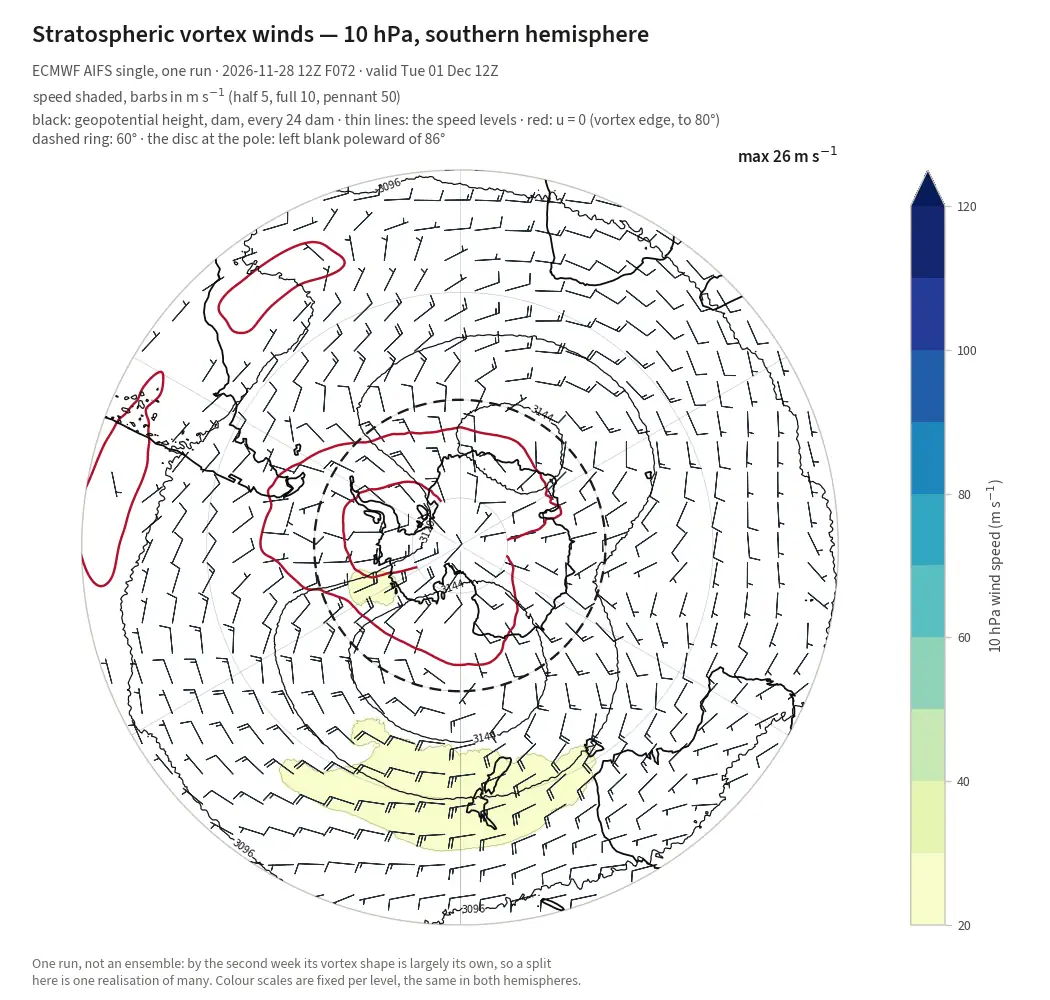 Stratospheric vortex winds — 10 hPa, southern hemisphere
ECMWF AIFS single, one run · 2026-11-28 12Z F072 · valid Tue 01 Dec 12Z
speed shaded, barbs in m s⁻¹ (half 5, full 10, pennant 50)
black: geopotential height, dam, every 24 dam · thin lines: the speed levels · red: u = 0 (vortex edge, to 80°)
dashed ring: 60° · the disc at the pole: left blank poleward of 86°
max 26 m s⁻¹
3096
3144
3144
3144
3096
3096
120
100
80
60
40
20
10 hPa wind speed (m s⁻¹)
One run, not an ensemble: by the second week its vortex shape is largely its own, so a split
here is one realisation of many. Colour scales are fixed per level, the same in both hemispheres.